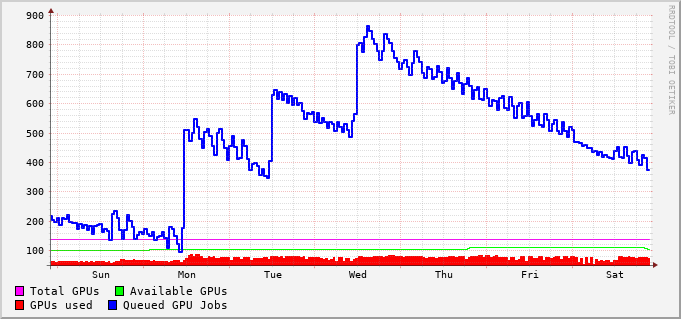 900
800
700
600
500
400
300
200
100
Sun Mon Tue Wed Thu Fri Sat
Total GPUs Available GPUs
GPUs used Queued GPU Jobs
RRDTOOL / TOBI OETIKER